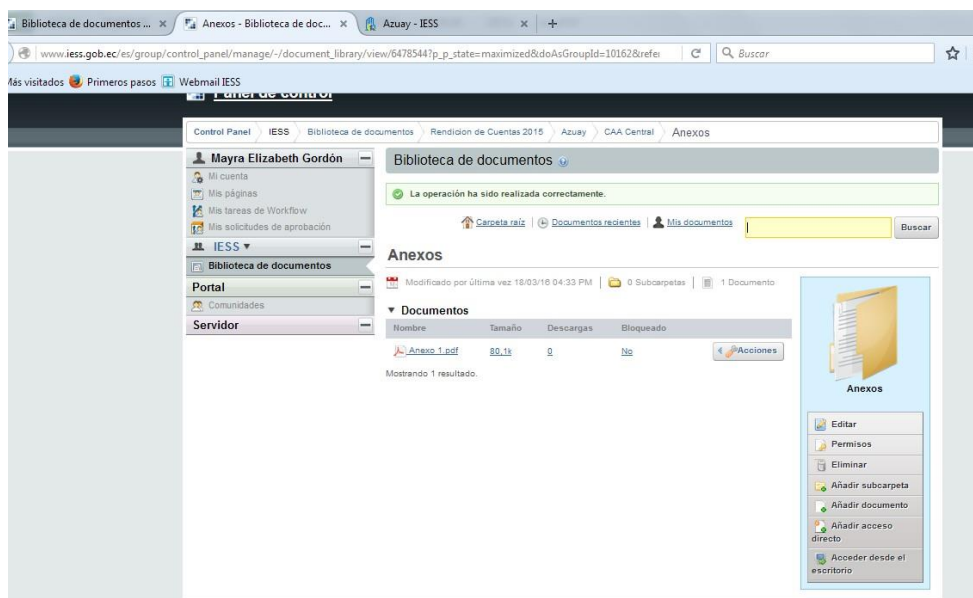 Biblioteca de documentos ... × Anexos - Biblioteca de doc... × Azuay - IESS × +
www.iess.gob.ec/es/group/control_panel/manage/-/document_library/view/6478544?p_p_state=maximized&doAsGroupId=10162&refer Buscar
Más visitados Primeros pasos Webmail IESS
Panel de control
Control Panel IESS Biblioteca de documentos Rendicion de Cuentas 2015 Azuay CAA Central Anexos
Mayra Elizabeth Gordón
Mi cuenta
Mis páginas
Mis tareas de Workflow
Mis solicitudes de aprobación
IESS ▼
Biblioteca de documentos
Portal
Comunidades
Servidor
Biblioteca de documentos
La operación ha sido realizada correctamente.
Carpeta raíz | Documentos recientes | Mis documentos Buscar
Anexos
Modificado por última vez 18/03/16 04:33 PM | 0 Subcarpetas | 1 Documento
▼ Documentos
Nombre Tamaño Descargas Bloqueado
Anexo 1.pdf 80,1k 0 No Acciones
Mostrando 1 resultado.
Anexos
Editar
Permisos
Eliminar
Añadir subcarpeta
Añadir documento
Añadir acceso
directo
Acceder desde el
escritorio